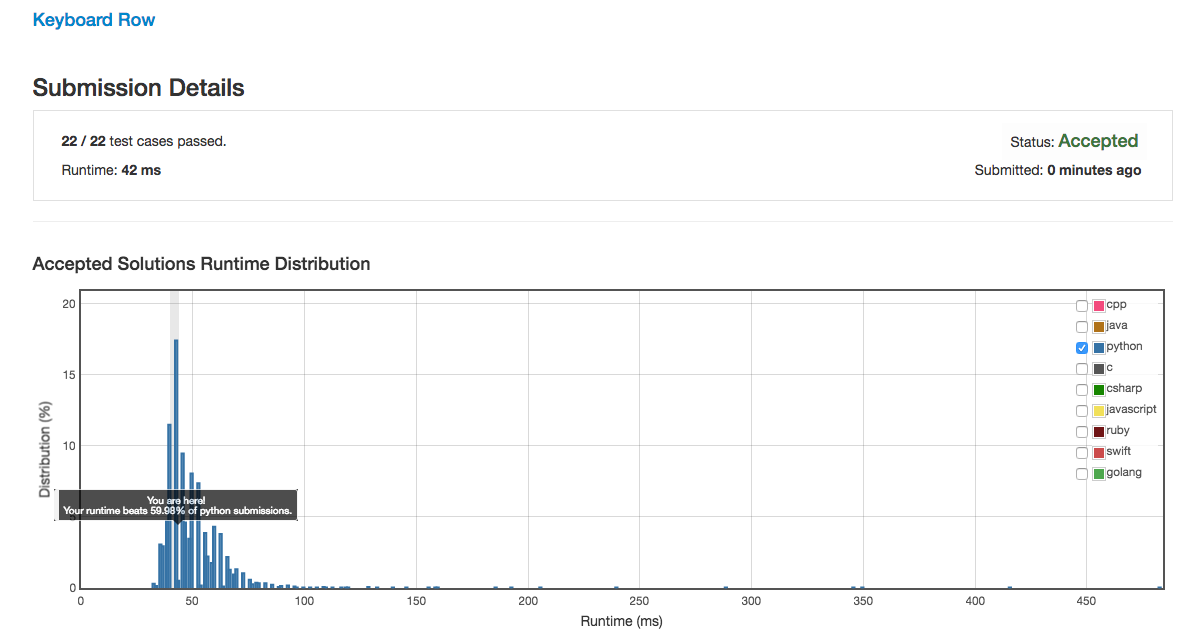 Keyboard Row
Submission Details
22 / 22 test cases passed.
Status: Accepted
Runtime: 42 ms
Submitted: 0 minutes ago
Accepted Solutions Runtime Distribution
Distribution (%)
20
15
10
5
0
You are here!
Your runtime beats 59.98% of python submissions.
cpp
java
python
c
csharp
javascript
ruby
swift
golang
0 50 100 150 200 250 300 350 400 450
Runtime (ms)